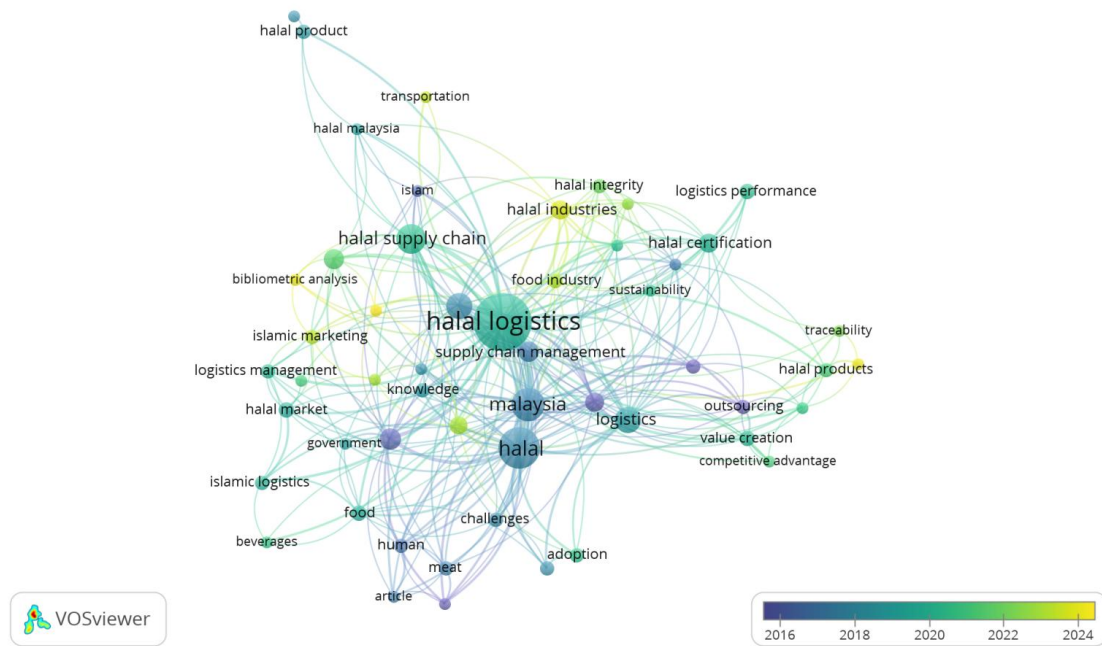 halal product
transportation
halal malaysia
islam
halal integrity
logistics performance
halal industries
halal supply chain
halal certification
bibliometric analysis
food industry
sustainability
halal logistics
islamic marketing
traceability
supply chain management
logistics management
halal products
knowledge
halal market
malaysia
outsourcing
logistics
government
halal
value creation
competitive advantage
islamic logistics
food
challenges
beverages
human
adoption
meat
article
VOSviewer
2016 2018 2020 2022 2024